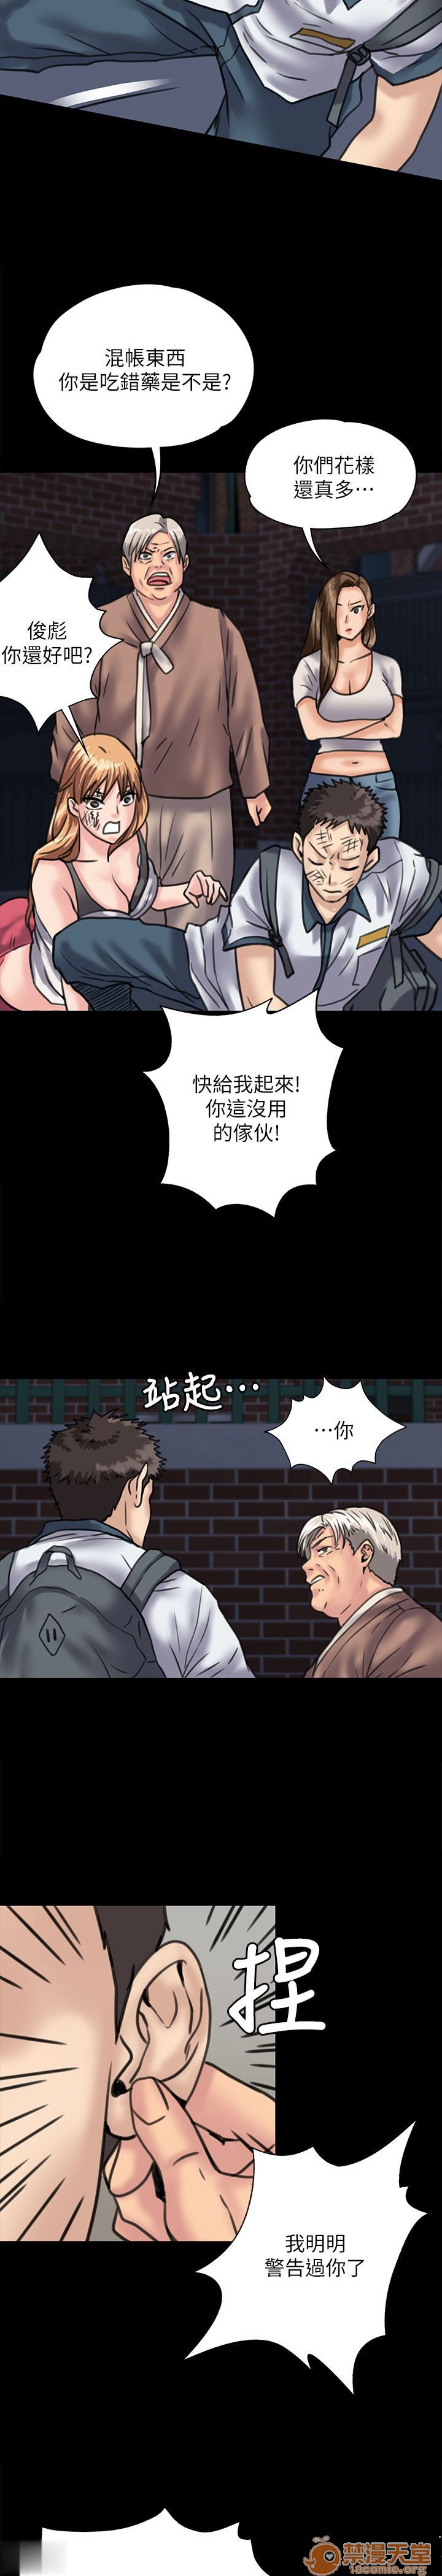 混帳東西
你是吃錯藥是不是?
你們花樣
還真多…
俊彪
你還好吧?
快給我起來!
你這沒用
的傢伙!
站起…
…你
捏
我明明
警告過你了
禁漫天堂
18comic.org